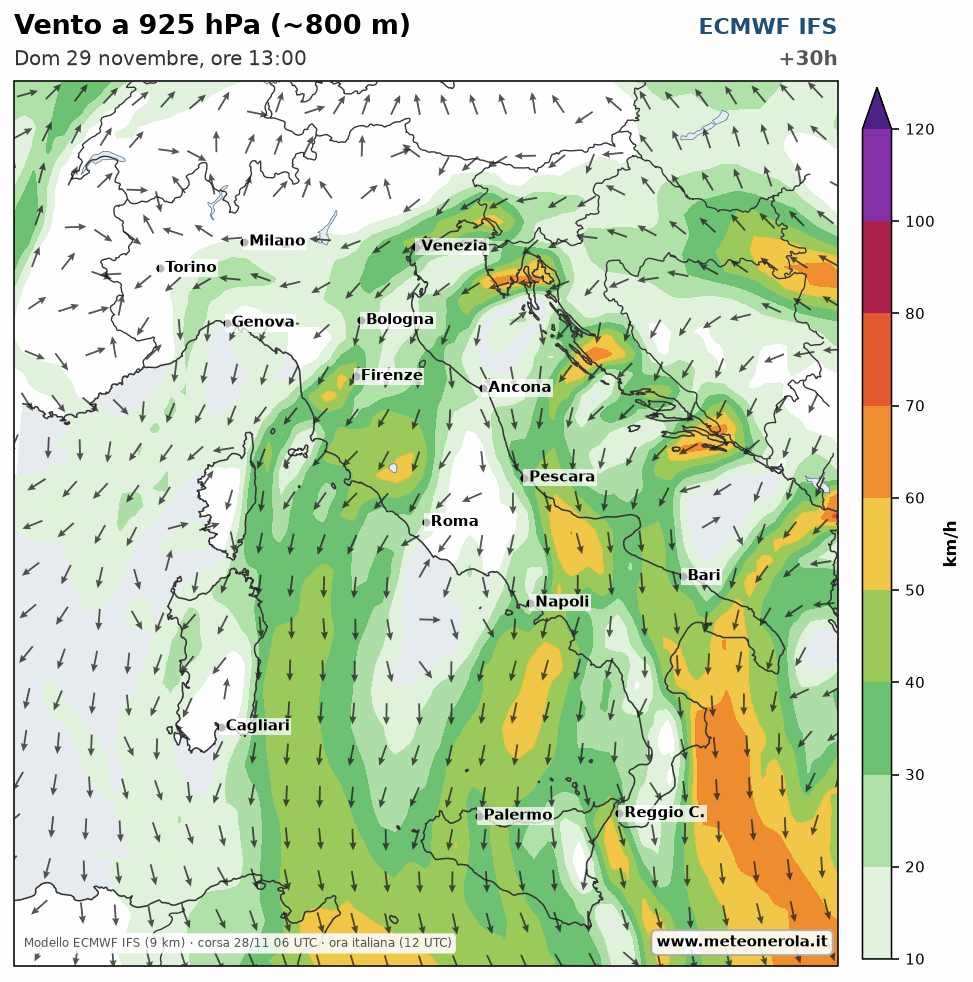 Vento a 925 hPa (~800 m)
ECMWF IFS
Dom 29 novembre, ore 13:00
+30h
120
100
80
70
60
50
40
30
20
10
km/h
Milano
Venezia
Torino
Genova
Bologna
Firenze
Ancona
Pescara
Roma
Bari
Napoli
Cagliari
Palermo
Reggio C.
Modello ECMWF IFS (9 km) · corsa 28/11 06 UTC · ora italiana (12 UTC)
www.meteonerola.it